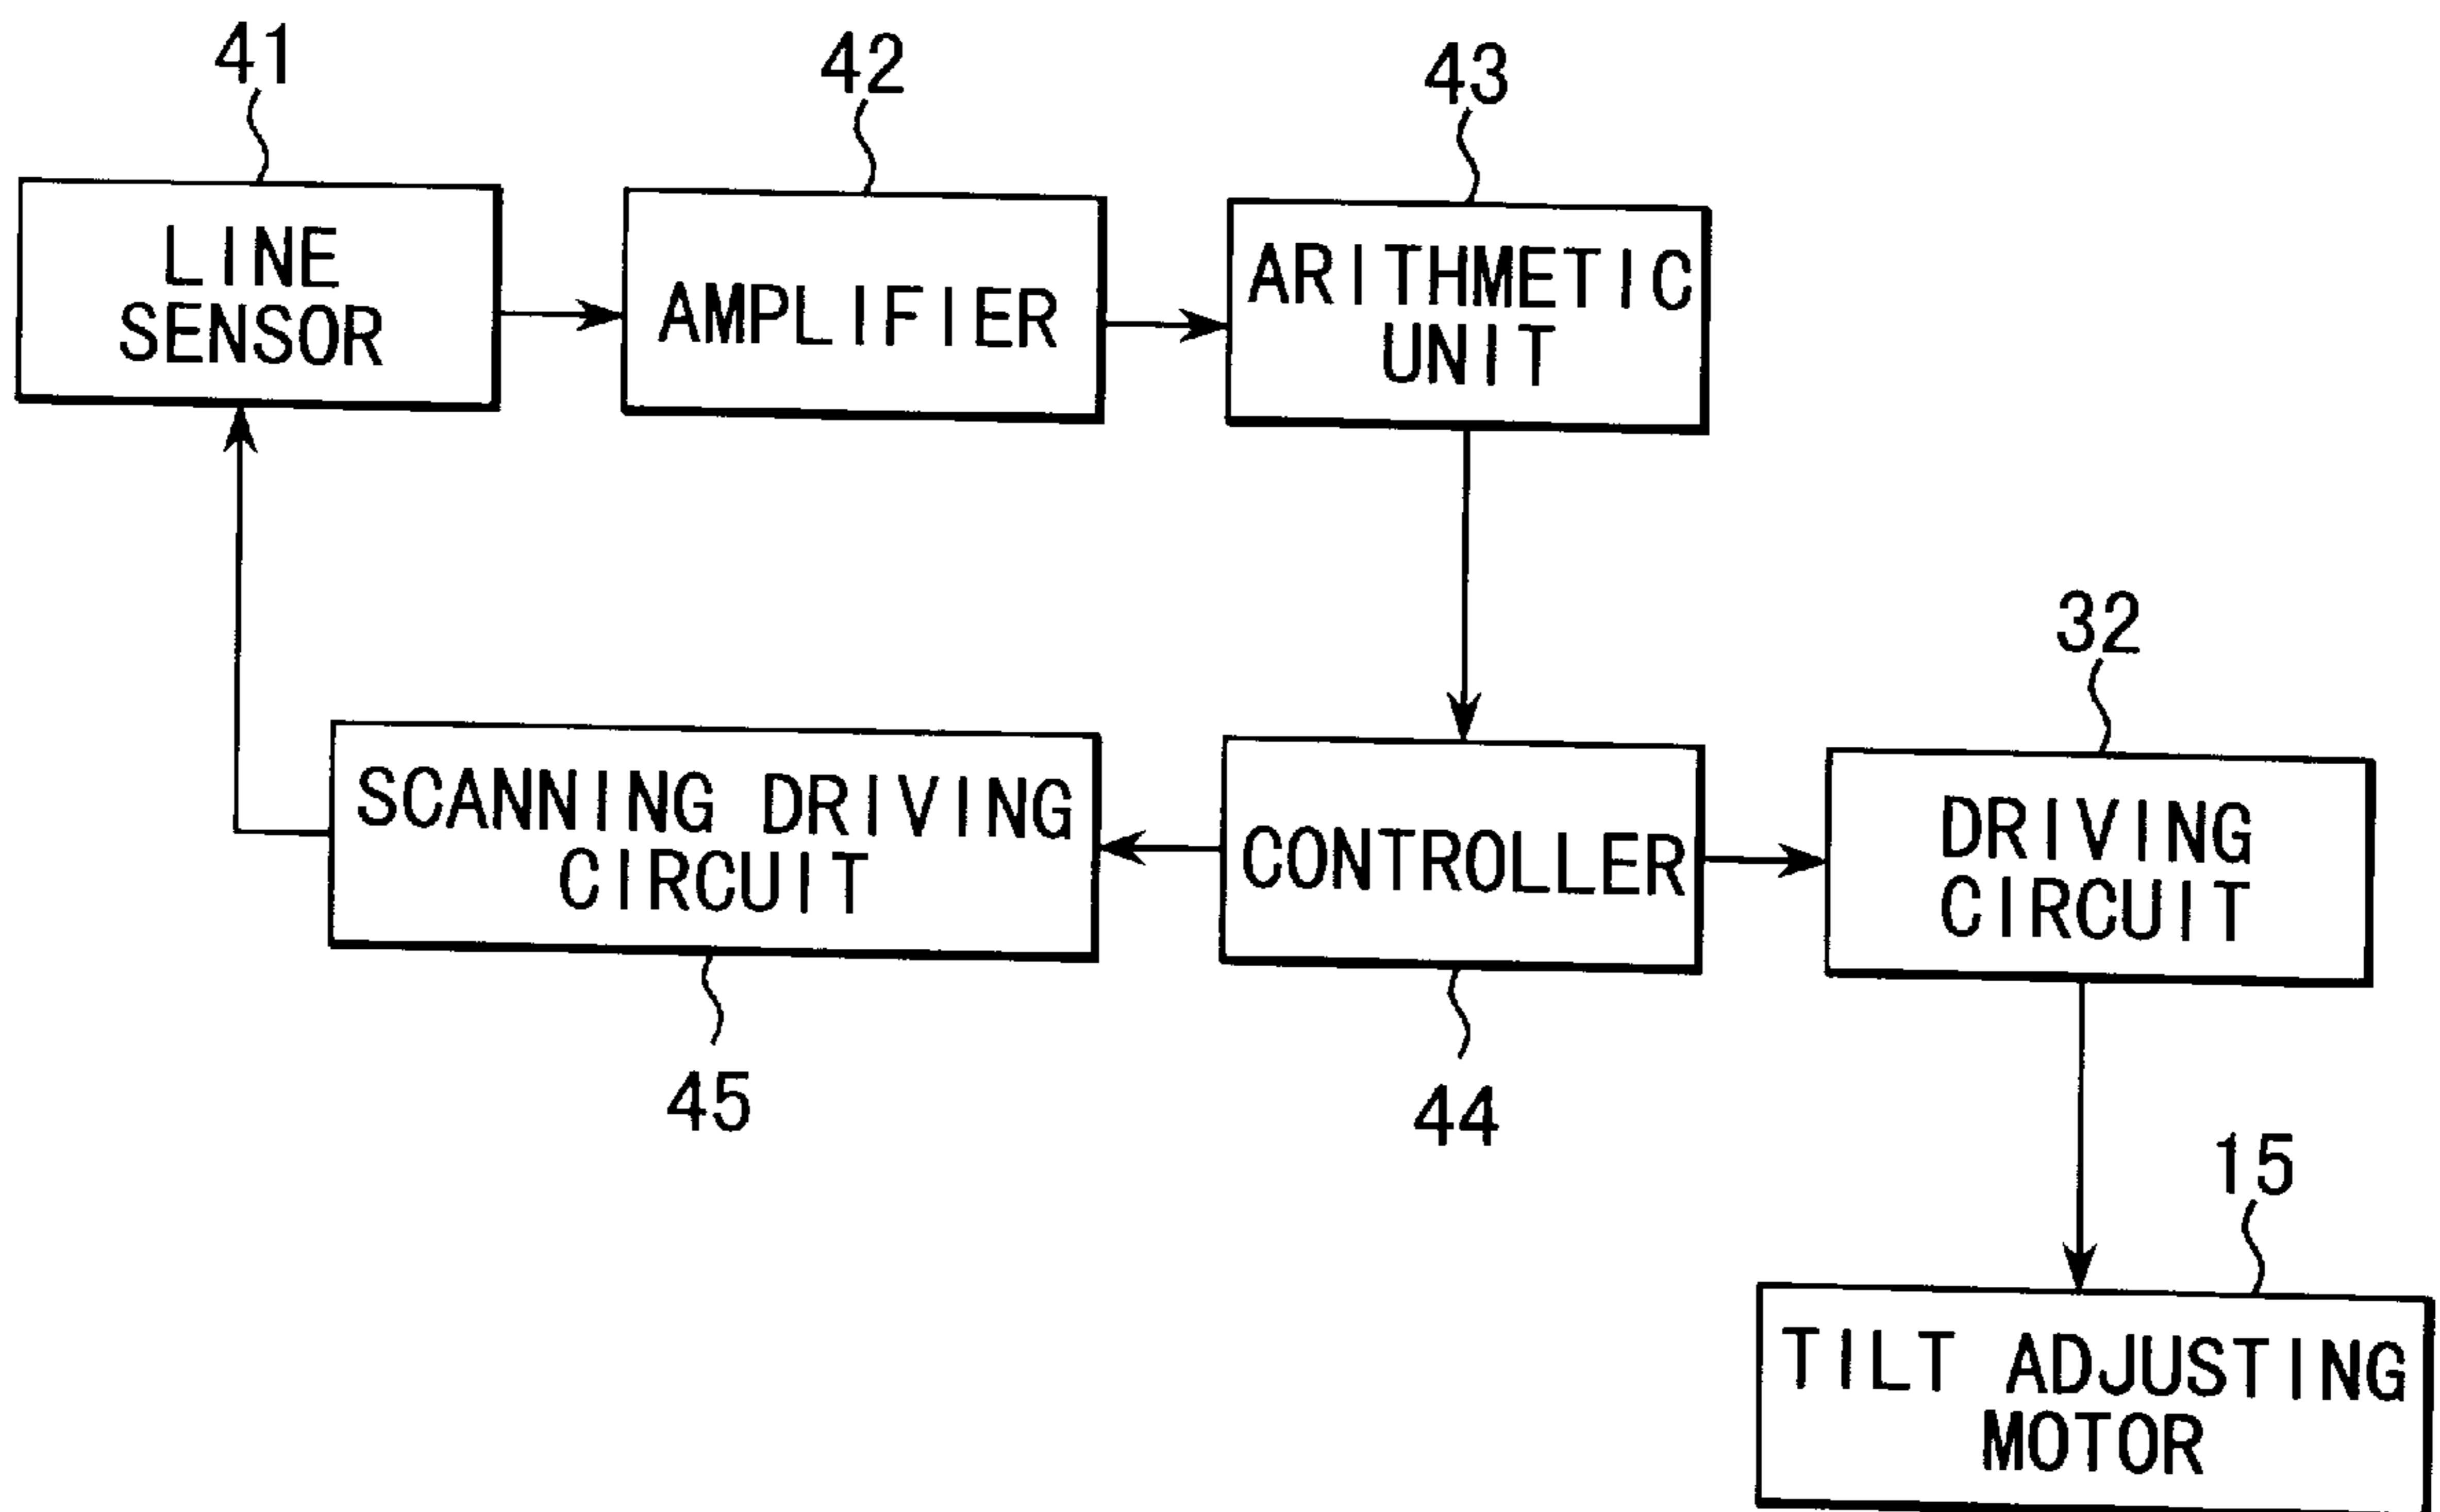 41
42
43
LINE
SENSOR
AMPLIFIER
ARITHMETIC
UNIT
32
SCANNING DRIVING
CIRCUIT
CONTROLLER
DRIVING
CIRCUIT
45
44
15
TILT ADJUSTING
MOTOR